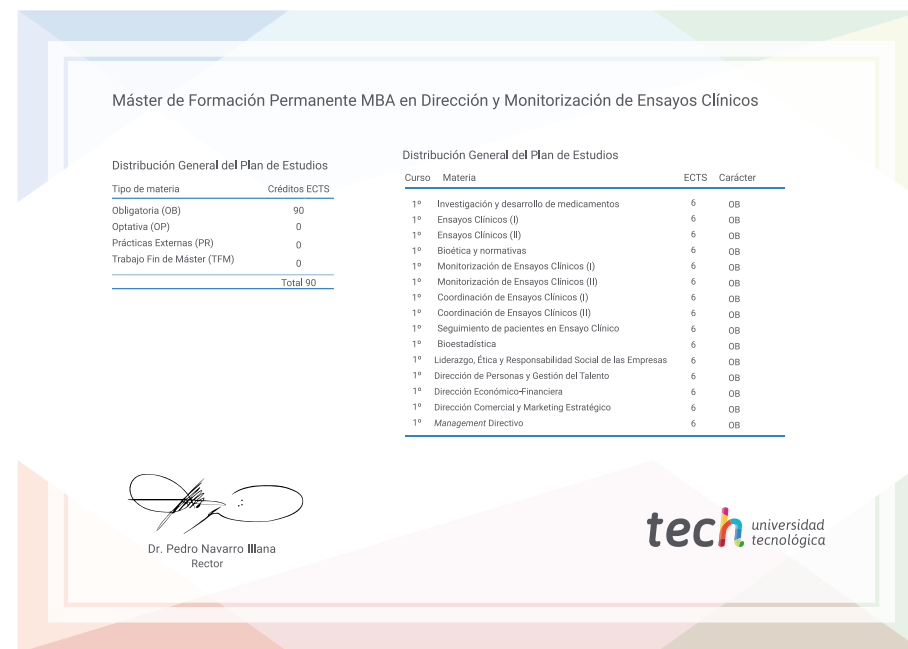 Máster de Formación Permanente MBA en Dirección y Monitorización de Ensayos Clínicos
Distribución General del Plan de Estudios
Tipo de materia Créditos ECTS
Obligatoria (OB) 90
Optativa (OP) 0
Prácticas Externas (PR) 0
Trabajo Fin de Máster (TFM) 0
Total 90
Distribución General del Plan de Estudios
Curso Materia ECTS Carácter
1º Investigación y desarrollo de medicamentos 6 OB
1º Ensayos Clínicos (I) 6 OB
1º Ensayos Clínicos (II) 6 OB
1º Bioética y normativas 6 OB
1º Monitorización de Ensayos Clínicos (I) 6 OB
1º Monitorización de Ensayos Clínicos (II) 6 OB
1º Coordinación de Ensayos Clínicos (I) 6 OB
1º Coordinación de Ensayos Clínicos (II) 6 OB
1º Seguimiento de pacientes en Ensayo Clínico 6 OB
1º Bioestadística 6 OB
1º Liderazgo, Ética y Responsabilidad Social de las Empresas 6 OB
1º Dirección de Personas y Gestión del Talento 6 OB
1º Dirección Económico-Financiera 6 OB
1º Dirección Comercial y Marketing Estratégico 6 OB
1º Management Directivo 6 OB
Dr. Pedro Navarro Illana
Rector
tech universidad
tecnológica